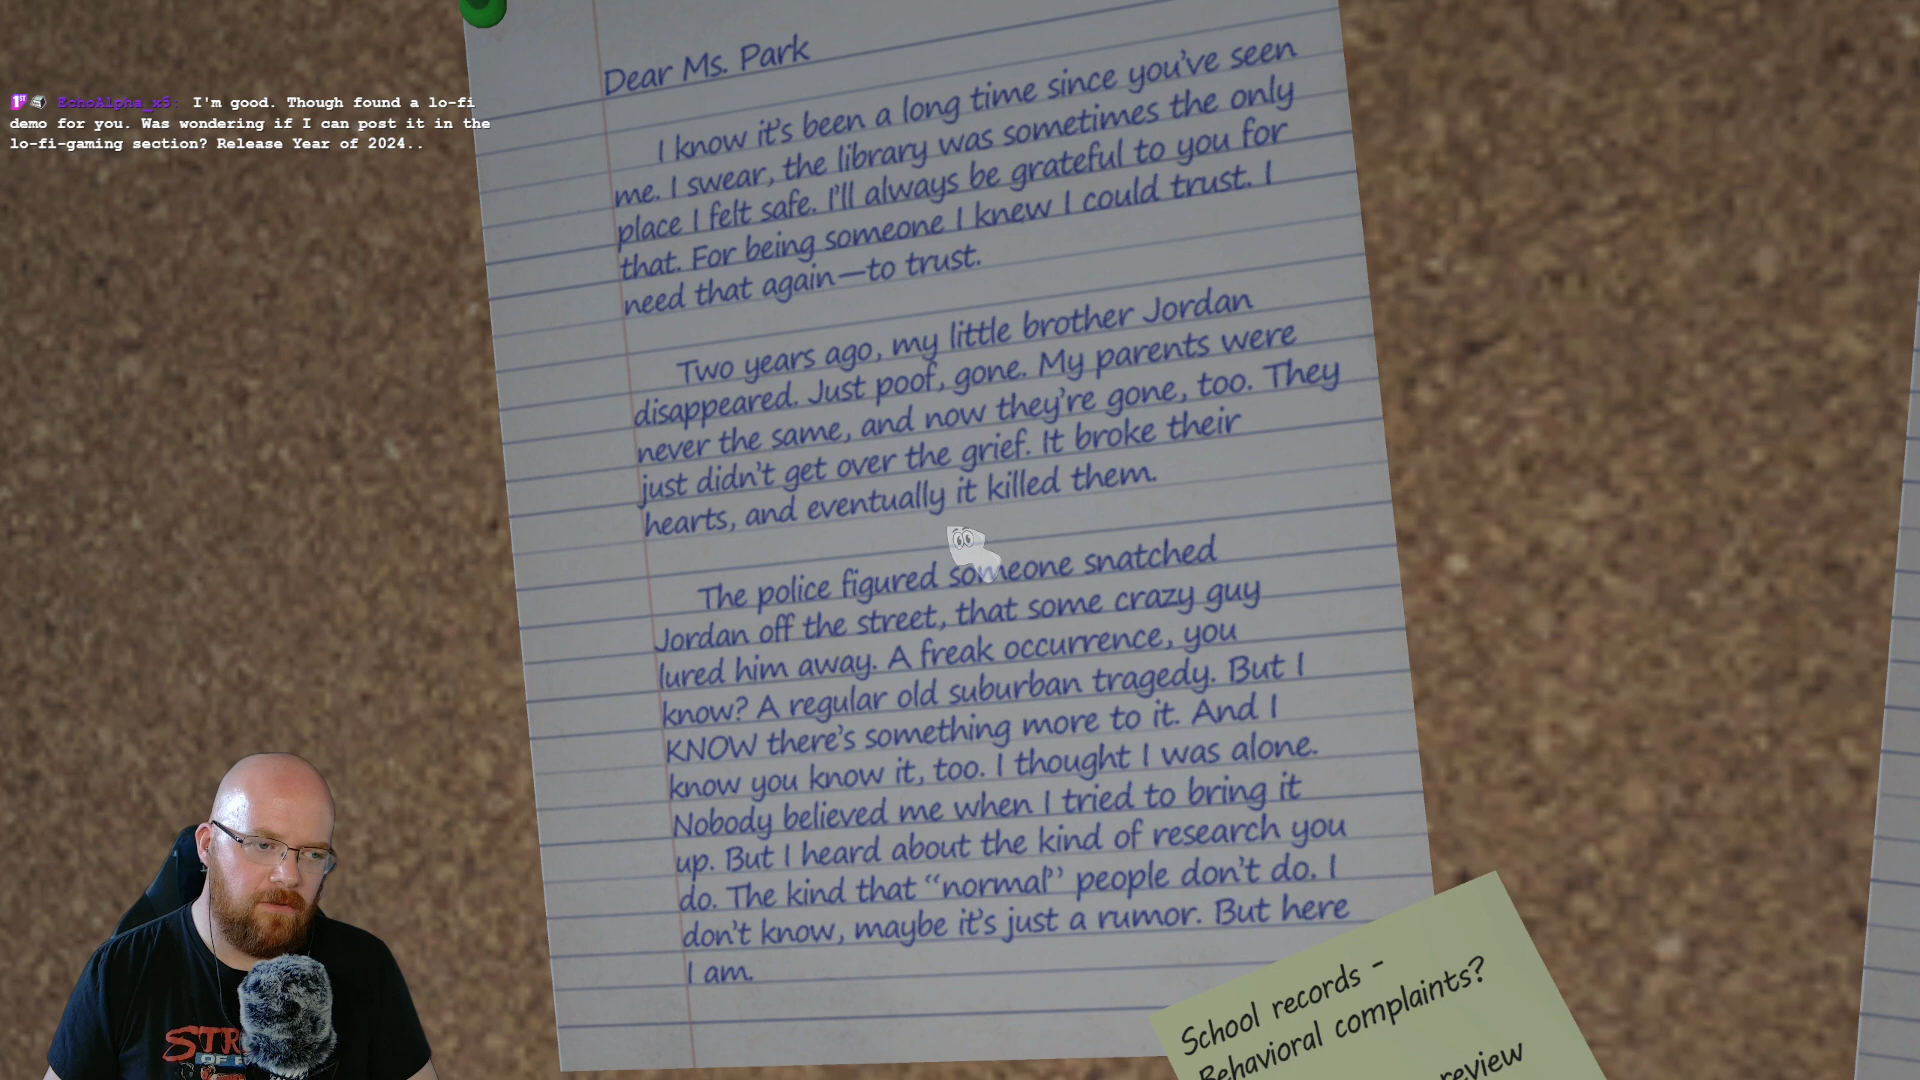 EchoAlpha_x5: I'm good. Though found a lo-fi
demo for you. Was wondering if I can post it in the
lo-fi-gaming section? Release Year of 2024..
Dear Ms. Park
I know it's been a long time since you've seen
me. I swear, the library was sometimes the only
place I felt safe. I'll always be grateful to you for
that. For being someone I knew I could trust. I
need that again—to trust.
Two years ago, my little brother Jordan
disappeared. Just poof, gone. My parents were
never the same, and now they're gone, too. They
just didn't get over the grief. It broke their
hearts, and eventually it killed them.
The police figured someone snatched
Jordan off the street, that some crazy guy
lured him away. A freak occurrence, you
know? A regular old suburban tragedy. But I
KNOW there's something more to it. And I
know you know it, too. I thought I was alone.
Nobody believed me when I tried to bring it
up. But I heard about the kind of research you
do. The kind that “normal” people don't do. I
don't know, maybe it's just a rumor. But here
I am.
School records -
Behavioral complaints?
review